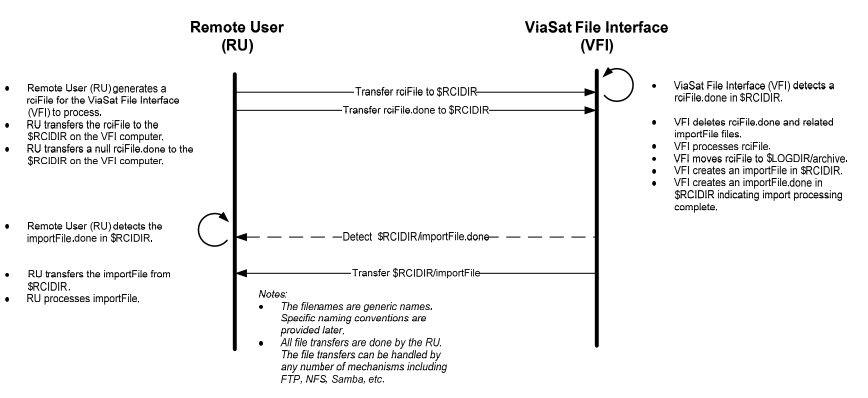 Remote User
(RU)
ViaSat File Interface
(VFI)
• Remote User (RU) generates a
rciFile for the ViaSat File Interface
(VFI) to process.
• RU transfers the rciFile to the
$RCIDIR on the VFI computer.
• RU transfers a null rciFile.done to the
$RCIDIR on the VFI computer.
Transfer rciFile to $RCIDIR
Transfer rciFile.done to $RCIDIR
• ViaSat File Interface (VFI) detects a
rciFile.done in $RCIDIR.
• VFI deletes rciFile.done and related
importFile files.
• VFI processes rciFile.
• VFI moves rciFile to $LOGDIR/archive.
• VFI creates an importFile in $RCIDIR.
• VFI creates an importFile.done in
$RCIDIR indicating import processing
complete.
• Remote User (RU) detects the
importFile.done in $RCIDIR.
Detect $RCIDIR/importFile.done
• RU transfers the importFile from
$RCIDIR.
• RU processes importFile.
Transfer $RCIDIR/importFile
Notes:
• The filenames are generic names.
Specific naming conventions are
provided later.
• All file transfers are done by the RU.
The file transfers can be handled by
any number of mechanisms including
FTP, NFS, Samba, etc.